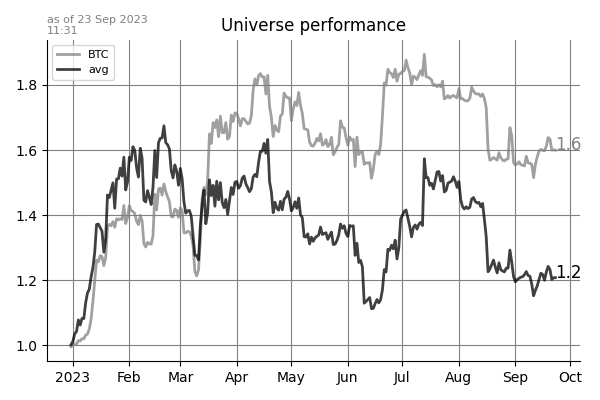 as of 23 Sep 2023
11:31
Universe performance
BTC
avg
1.8
1.6
1.4
1.2
1.0
1.6
1.2
2023 Feb Mar Apr May Jun Jul Aug Sep Oct